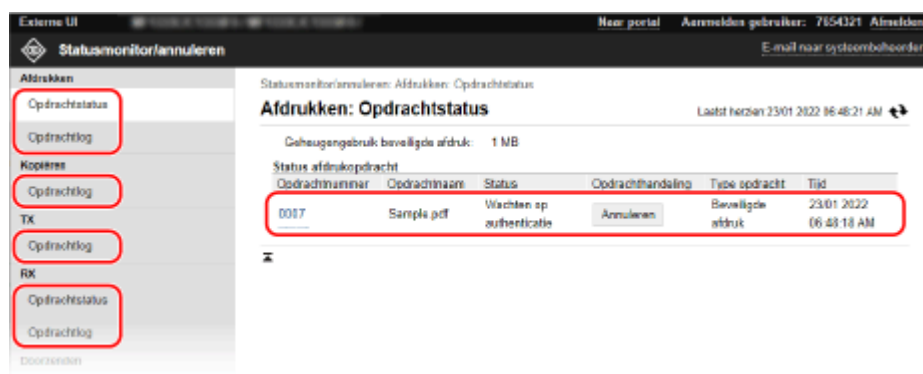 Externe UI
Naar portal Aanmelden gebruiker: 7654321 Afmelden
Statusmonitor/annuleren
E-mail naar systeembeheerder
Afdrukken
Opdrachtstatus
Opdrachtlog
Kopiëren
Opdrachtlog
TX
Opdrachtlog
RX
Opdrachtstatus
Opdrachtlog
Doorzenden
Statusmonitor/annuleren: Afdrukken: Opdrachtstatus
Afdrukken: Opdrachtstatus
Laatst herzien:23/01 2022 06:48:21 AM
Geheugengebruik beveiligde afdruk: 1 MB
Status afdrukopdracht
Opdrachtnummer Opdrachtnaam Status Opdrachthandeling Type opdracht Tijd
0007 Sample.pdf Wachten op authenticatie Annuleren Beveiligde afdruk 23/01 2022 06:48:18 AM